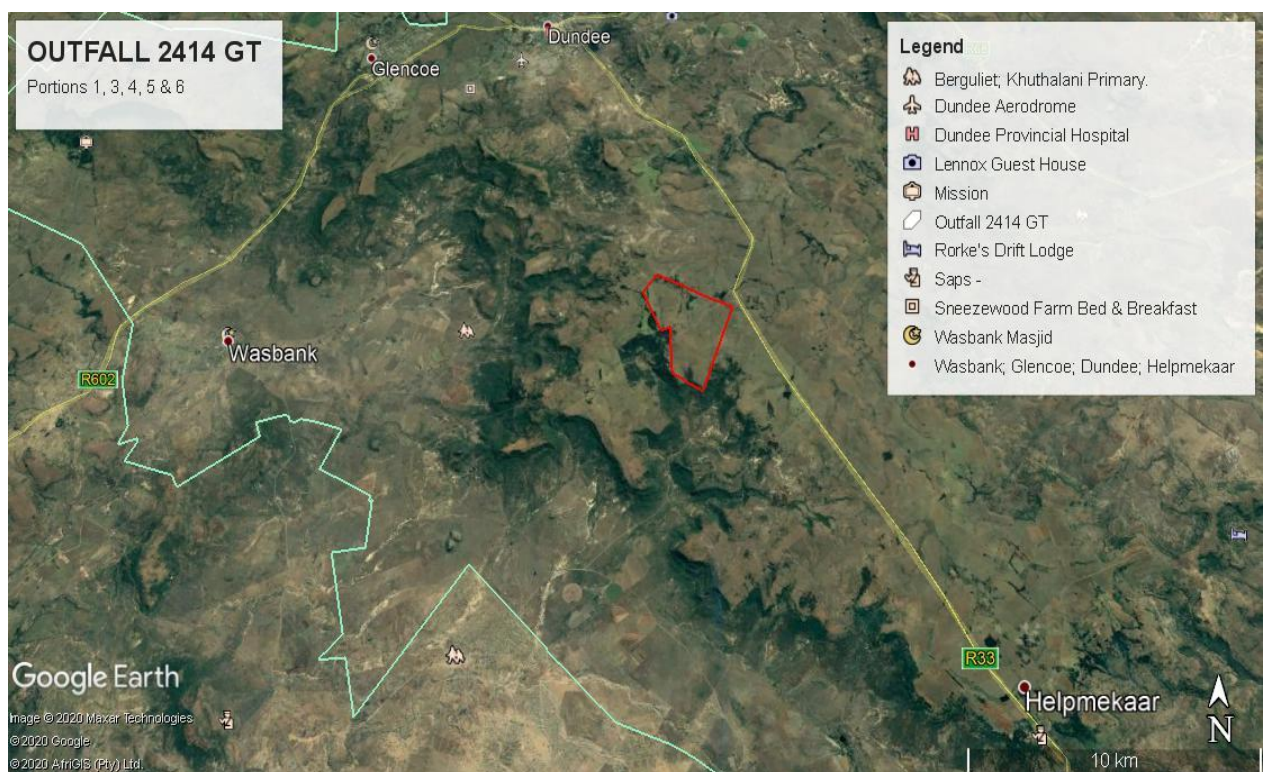 OUTFALL 2414 GT
Portions 1, 3, 4, 5 & 6
Dundee
Glencoe
Legend
Berguliet; Khuthalani Primary.
Dundee Aerodrome
Dundee Provincial Hospital
Lennox Guest House
Mission
Outfall 2414 GT
Rorke's Drift Lodge
Saps -
Sneezewood Farm Bed & Breakfast
Wasbank Masjid
Wasbank; Glencoe; Dundee; Helpmekaar
Wasbank
R602
R33
Helpmekaar
Google Earth
Image © 2020 Maxar Technologies
© 2020 Google
© 2020 AfriGIS (Pty) Ltd.
N
10 km